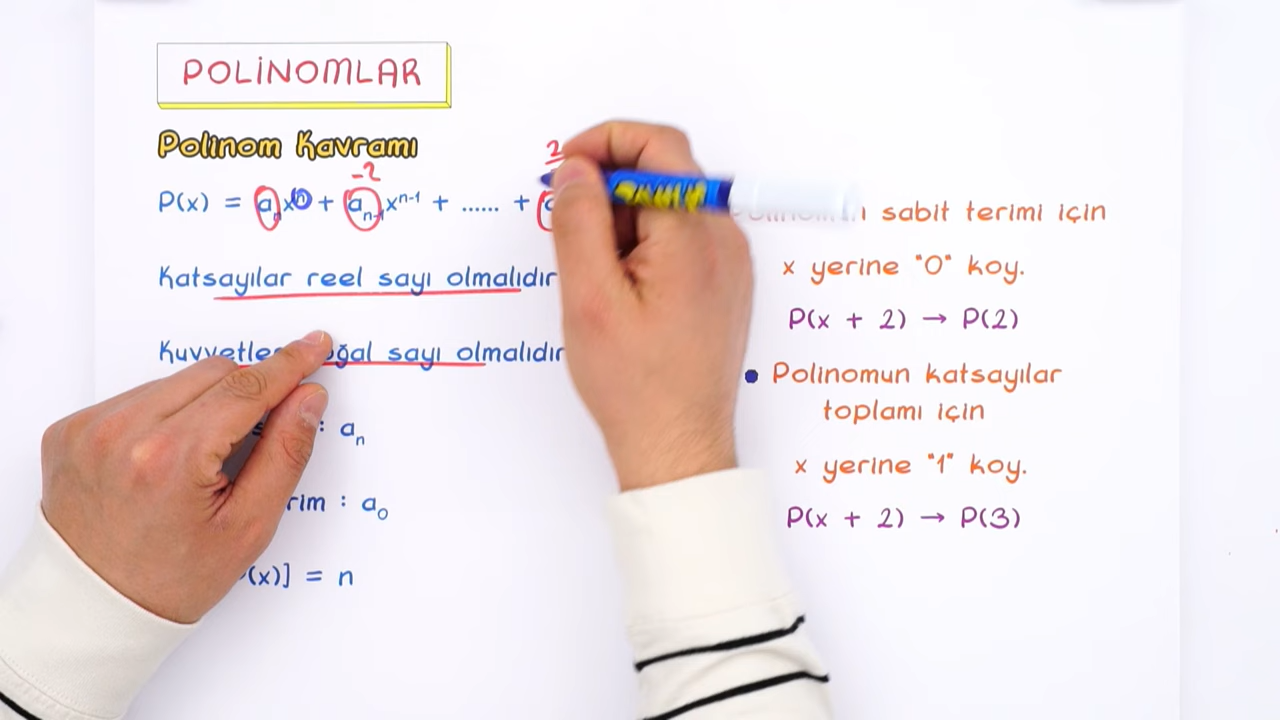 POLİNOMLAR
Polinom Kavramı
-2
2
P(x) = aₙxⁿ + aₙ₋₁xⁿ⁻¹ + ...... +
Katsayılar reel sayı olmalıdır
Kuvvetler doğal sayı olmalıdır
: aₙ
rim : a₀
(x)] = n
sabit terimi için
x yerine "0" koy.
P(x + 2) → P(2)
• Polinomun katsayılar
toplamı için
x yerine "1" koy.
P(x + 2) → P(3)